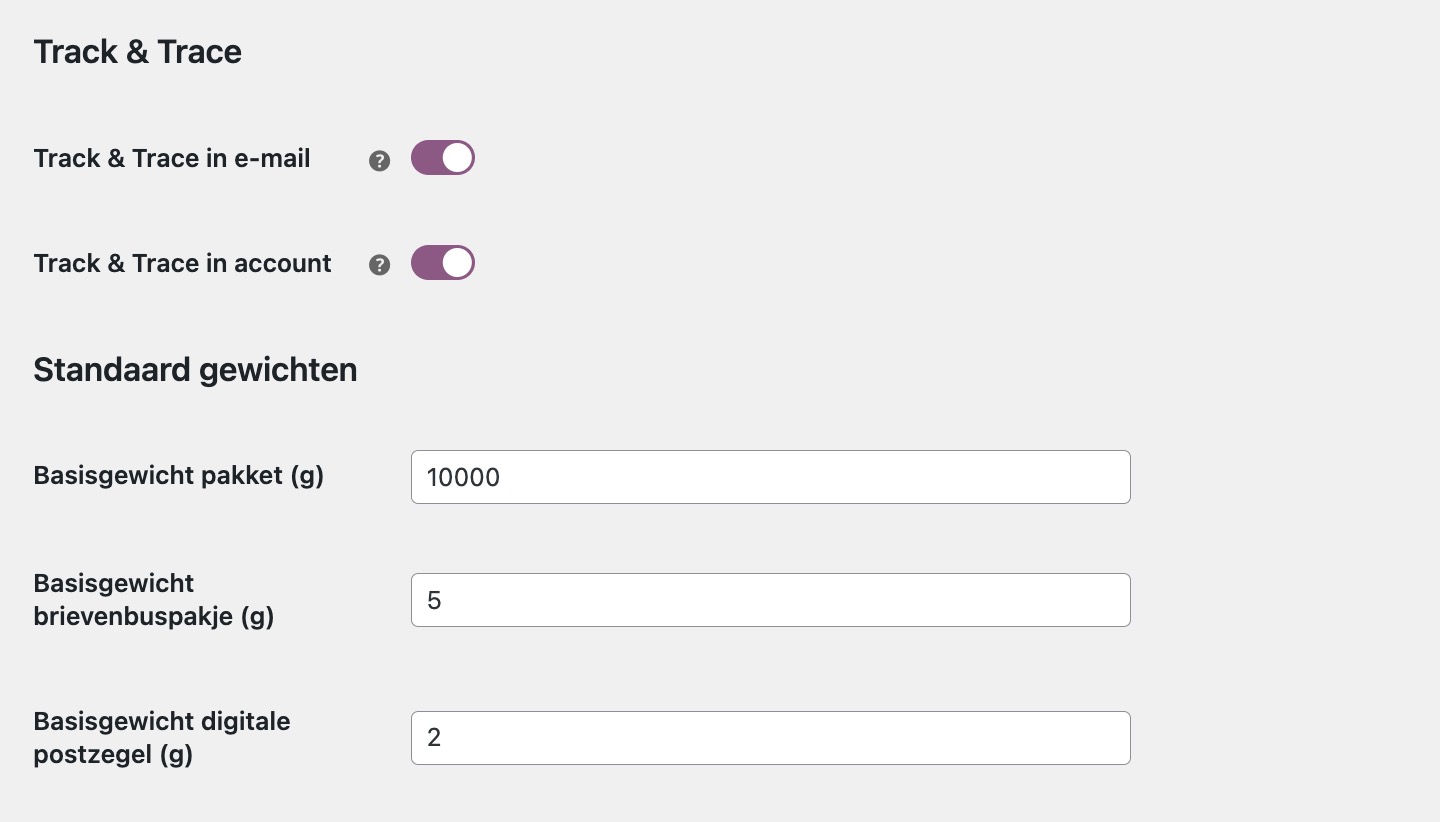 Track & Trace
Track & Trace in e-mail ?
Track & Trace in account ?
Standaard gewichten
Basisgewicht pakket (g) 10000
Basisgewicht
brievenbuspakje (g)
5
Basisgewicht digitale
postzegel (g)
2